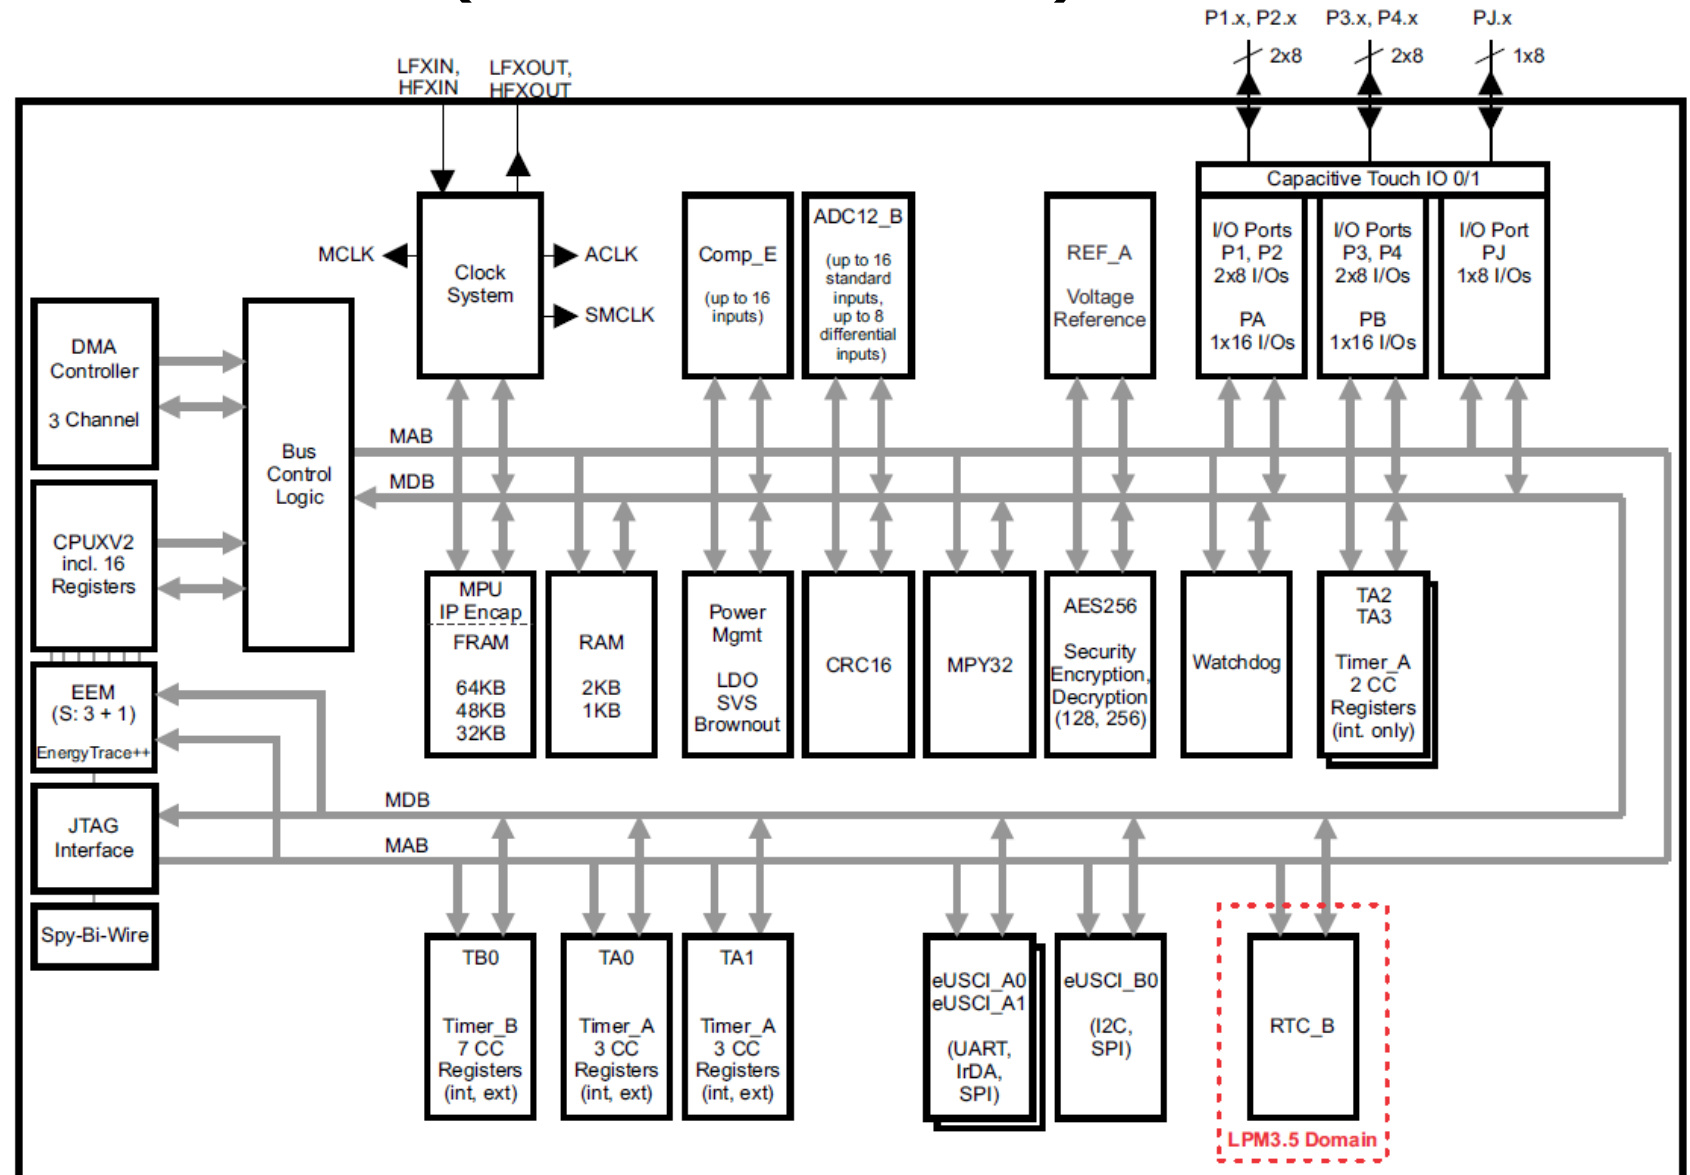 P1.x, P2.x
P3.x, P4.x
PJ.x
2x8
2x8
1x8
LFXIN,
HFXIN
LFXOUT,
HFXOUT
Capacitive Touch IO 0/1
MCLK
Clock
System
ACLK
SMCLK
Comp_E
(up to 16
inputs)
ADC12_B
(up to 16
standard
inputs,
up to 8
differential
inputs)
REF_A
Voltage
Reference
I/O Ports
P1, P2
2x8 I/Os
PA
1x16 I/Os
I/O Ports
P3, P4
2x8 I/Os
PB
1x16 I/Os
I/O Port
PJ
1x8 I/Os
DMA
Controller
3 Channel
Bus
Control
Logic
MAB
MDB
CPUXV2
incl. 16
Registers
MPU
IP Encap
FRAM
64KB
48KB
32KB
RAM
2KB
1KB
Power
Mgmt
LDO
SVS
Brownout
CRC16
MPY32
AES256
Security
Encryption,
Decryption
(128, 256)
Watchdog
TA2
TA3
Timer_A
2 CC
Registers
(int. only)
EEM
(S: 3 + 1)
EnergyTrace++
MDB
JTAG
Interface
MAB
Spy-Bi-Wire
TB0
Timer_B
7 CC
Registers
(int, ext)
TA0
Timer_A
3 CC
Registers
(int, ext)
TA1
Timer_A
3 CC
Registers
(int, ext)
eUSCI_A0
eUSCI_A1
(UART,
IrDA,
SPI)
eUSCI_B0
(I2C,
SPI)
RTC_B
LPM3.5 Domain